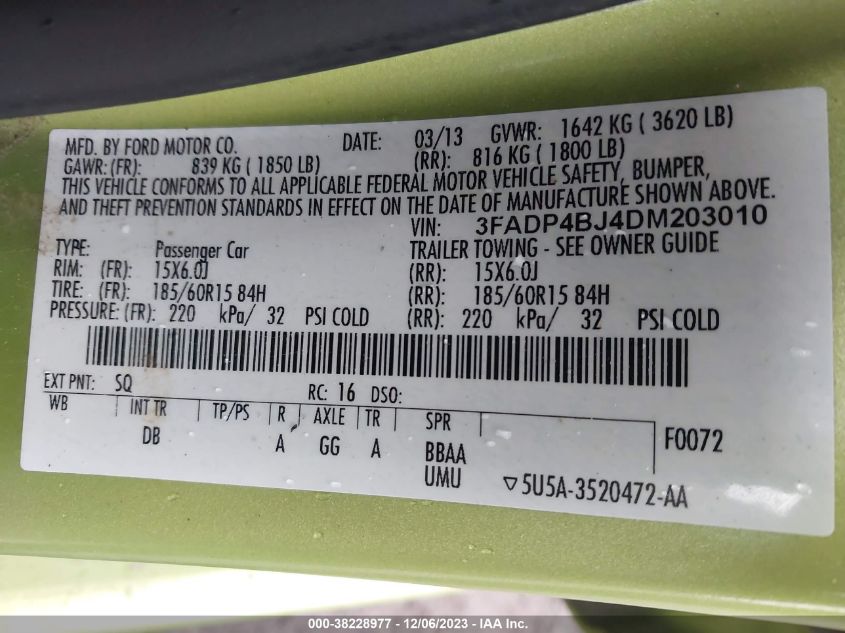 MFD. BY FORD MOTOR CO. DATE: 03/13 GVWR: 1642 KG ( 3620 LB)
GAWR: (FR): 839 KG ( 1850 LB) (RR): 816 KG ( 1800 LB)
THIS VEHICLE CONFORMS TO ALL APPLICABLE FEDERAL MOTOR VEHICLE SAFETY, BUMPER,
AND THEFT PREVENTION STANDARDS IN EFFECT ON THE DATE OF MANUFACTURE SHOWN ABOVE.
VIN: 3FADP4BJ4DM203010
TYPE: Passenger Car TRAILER TOWING - SEE OWNER GUIDE
RIM: (FR): 15X6.0J (RR): 15X6.0J
TIRE: (FR): 185/60R15 84H (RR): 185/60R15 84H
PRESSURE: (FR): 220 kPa/ 32 PSI COLD (RR): 220 kPa/ 32 PSI COLD
EXT PNT: SQ RC: 16 DSO:
WB INT TR TP/PS R AXLE TR SPR F0072
DB A GG A BBAA
UMU ▽5U5A-3520472-AA
000-38228977 - 12/06/2023 - IAA Inc.